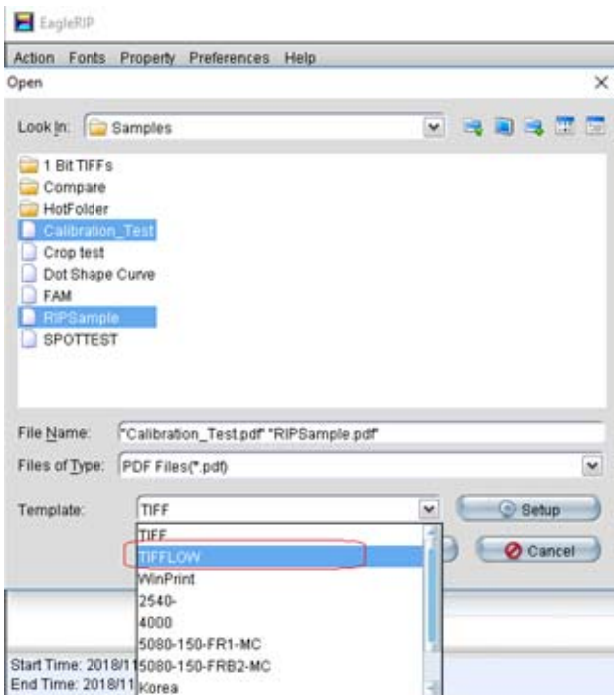 EagleRIP
Action Fonts Property Preferences Help
Open
Look In: Samples
1 Bit TIFFs
Compare
HotFolder
Calibration_Test
Crop test
Dot Shape Curve
FAM
RIPSample
SPOTTEST
File Name: "Calibration_Test.pdf" "RIPSample.pdf"
Files of Type: PDF Files(*.pdf)
Template: TIFF Setup
TIFF
TIFFLOW Cancel
WinPrint
2540-
4000
5080-150-FR1-MC
Start Time: 2018/11 5080-150-FRB2-MC
End Time: 2018/11 Korea